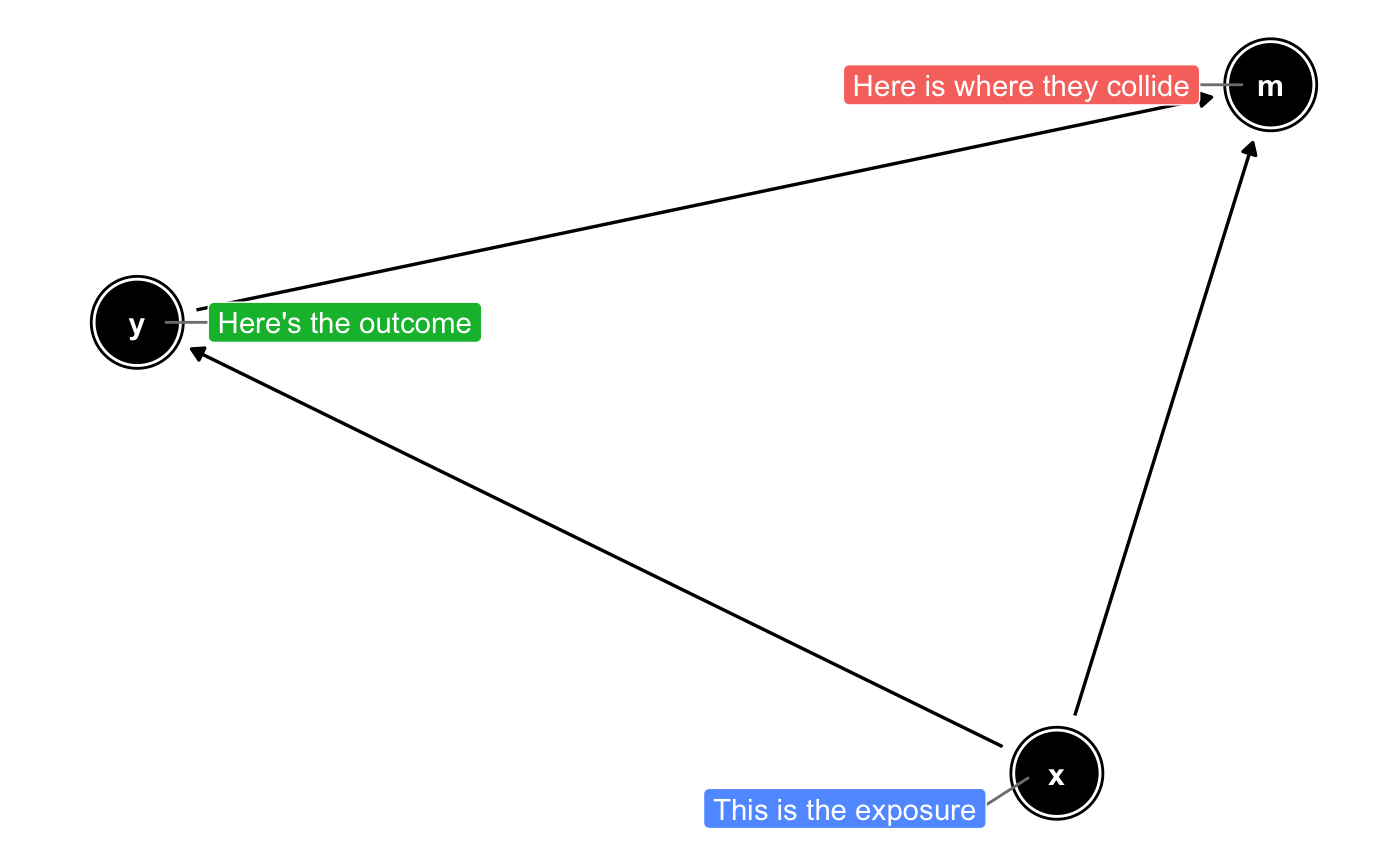 Here is where they collide
m
y
Here's the outcome
x
This is the exposure